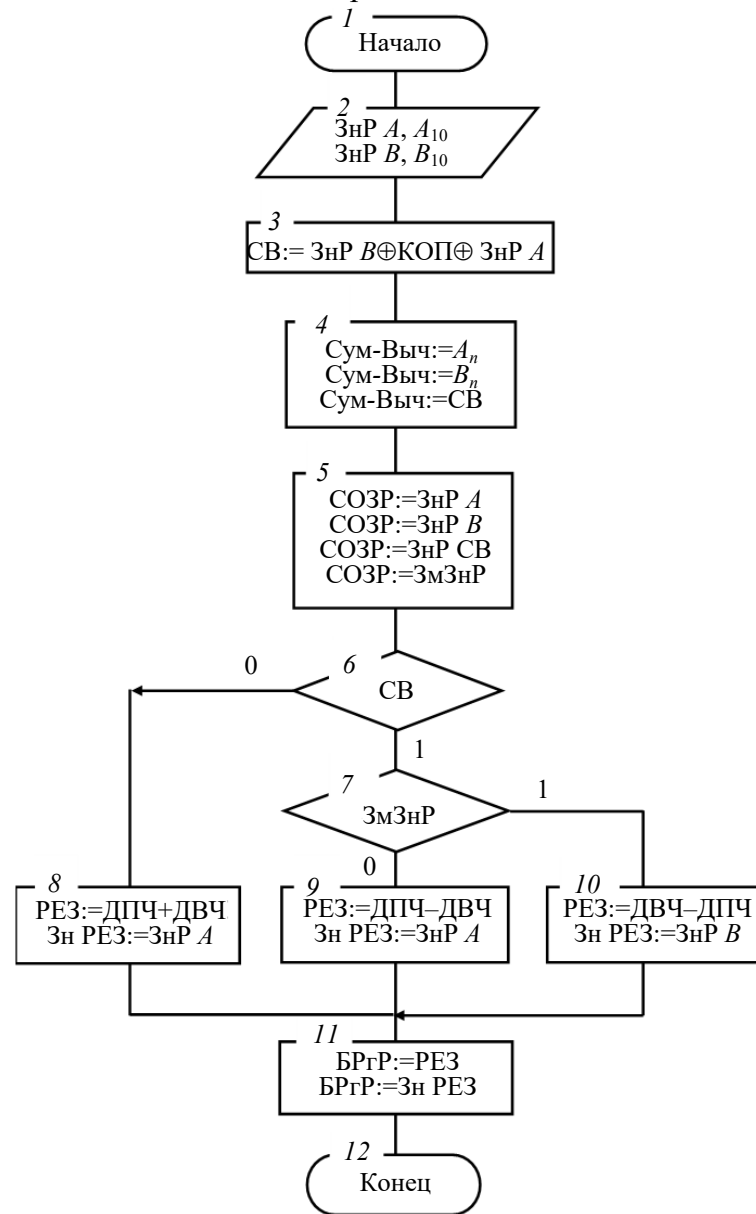 1
Начало
2
ЗнР A, A₁₀
ЗнР B, B₁₀
3
СВ:= ЗнР B⊕КОП⊕ ЗнР A
4
Сум-Выч:=Aₙ
Сум-Выч:=Bₙ
Сум-Выч:=СВ
5
СОЗР:=ЗнР A
СОЗР:=ЗнР B
СОЗР:=ЗнР СВ
СОЗР:=ЗмЗнР
0
6
СВ
1
7
ЗмЗнР
1
0
8
РЕЗ:=ДПЧ+ДВЧ
Зн РЕЗ:=ЗнР A
9
РЕЗ:=ДПЧ–ДВЧ
Зн РЕЗ:=ЗнР A
10
РЕЗ:=ДВЧ–ДПЧ
Зн РЕЗ:=ЗнР B
11
БРгР:=РЕЗ
БРгР:=Зн РЕЗ
12
Конец